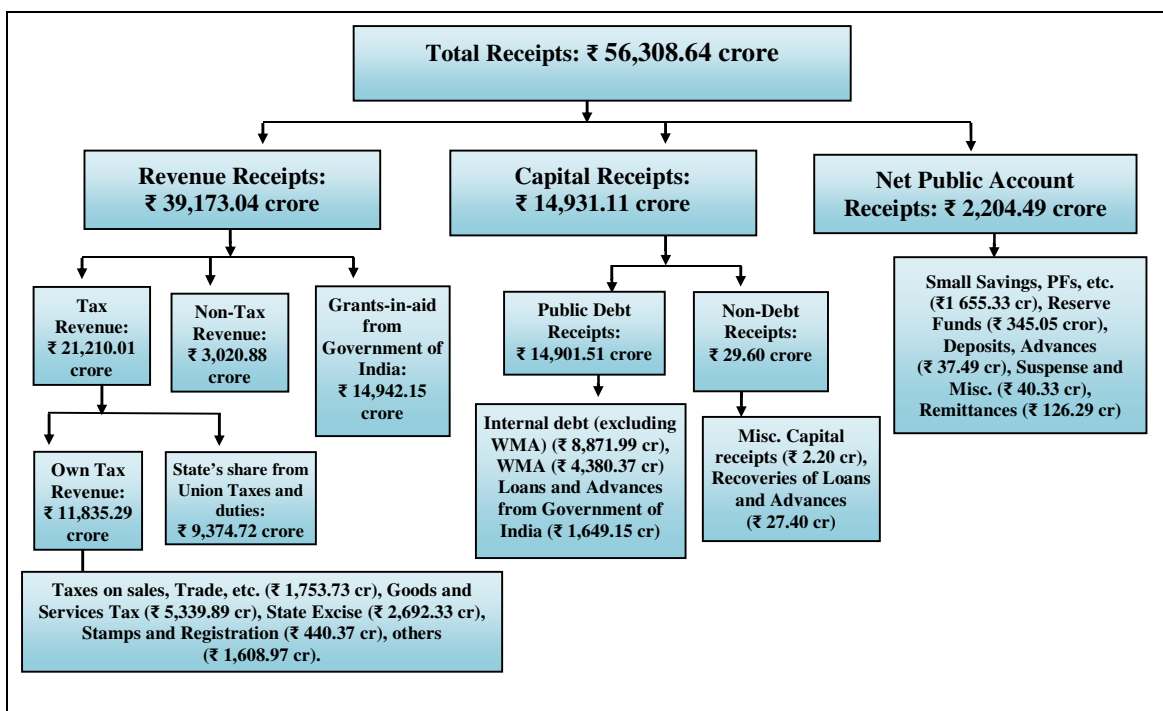 Total Receipts: ₹ 56,308.64 crore
Revenue Receipts:
₹ 39,173.04 crore
Capital Receipts:
₹ 14,931.11 crore
Net Public Account
Receipts: ₹ 2,204.49 crore
Tax
Revenue:
₹ 21,210.01
crore
Non-Tax
Revenue:
₹ 3,020.88
crore
Grants-in-aid
from
Government of
India:
₹ 14,942.15
crore
Public Debt
Receipts:
₹ 14,901.51 crore
Non-Debt
Receipts:
₹ 29.60 crore
Small Savings, PFs, etc.
(₹1 655.33 cr), Reserve
Funds (₹ 345.05 cror),
Deposits, Advances
(₹ 37.49 cr), Suspense and
Misc. (₹ 40.33 cr),
Remittances (₹ 126.29 cr)
Own Tax
Revenue:
₹ 11,835.29
crore
State's share from
Union Taxes and
duties:
₹ 9,374.72 crore
Internal debt (excluding
WMA) (₹ 8,871.99 cr),
WMA (₹ 4,380.37 cr)
Loans and Advances
from Government of
India (₹ 1,649.15 cr)
Misc. Capital
receipts (₹ 2.20 cr),
Recoveries of Loans
and Advances
(₹ 27.40 cr)
Taxes on sales, Trade, etc. (₹ 1,753.73 cr), Goods and
Services Tax (₹ 5,339.89 cr), State Excise (₹ 2,692.33 cr),
Stamps and Registration (₹ 440.37 cr), others
(₹ 1,608.97 cr).